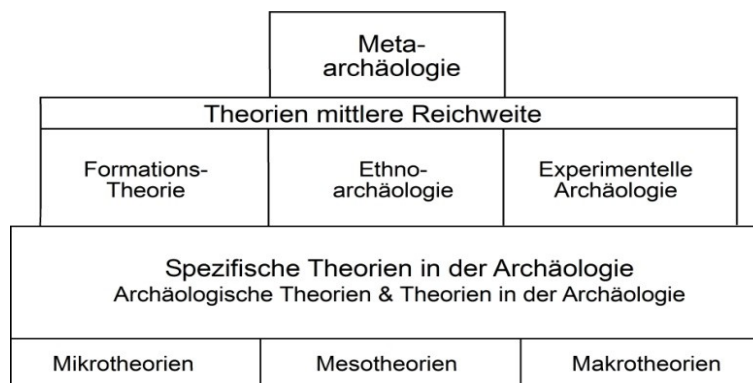 Meta-
archäologie
Theorien mittlere Reichweite
Formations-
Theorie
Ethno-
archäologie
Experimentelle
Archäologie
Spezifische Theorien in der Archäologie
Archäologische Theorien & Theorien in der Archäologie
Mikrotheorien
Mesotheorien
Makrotheorien